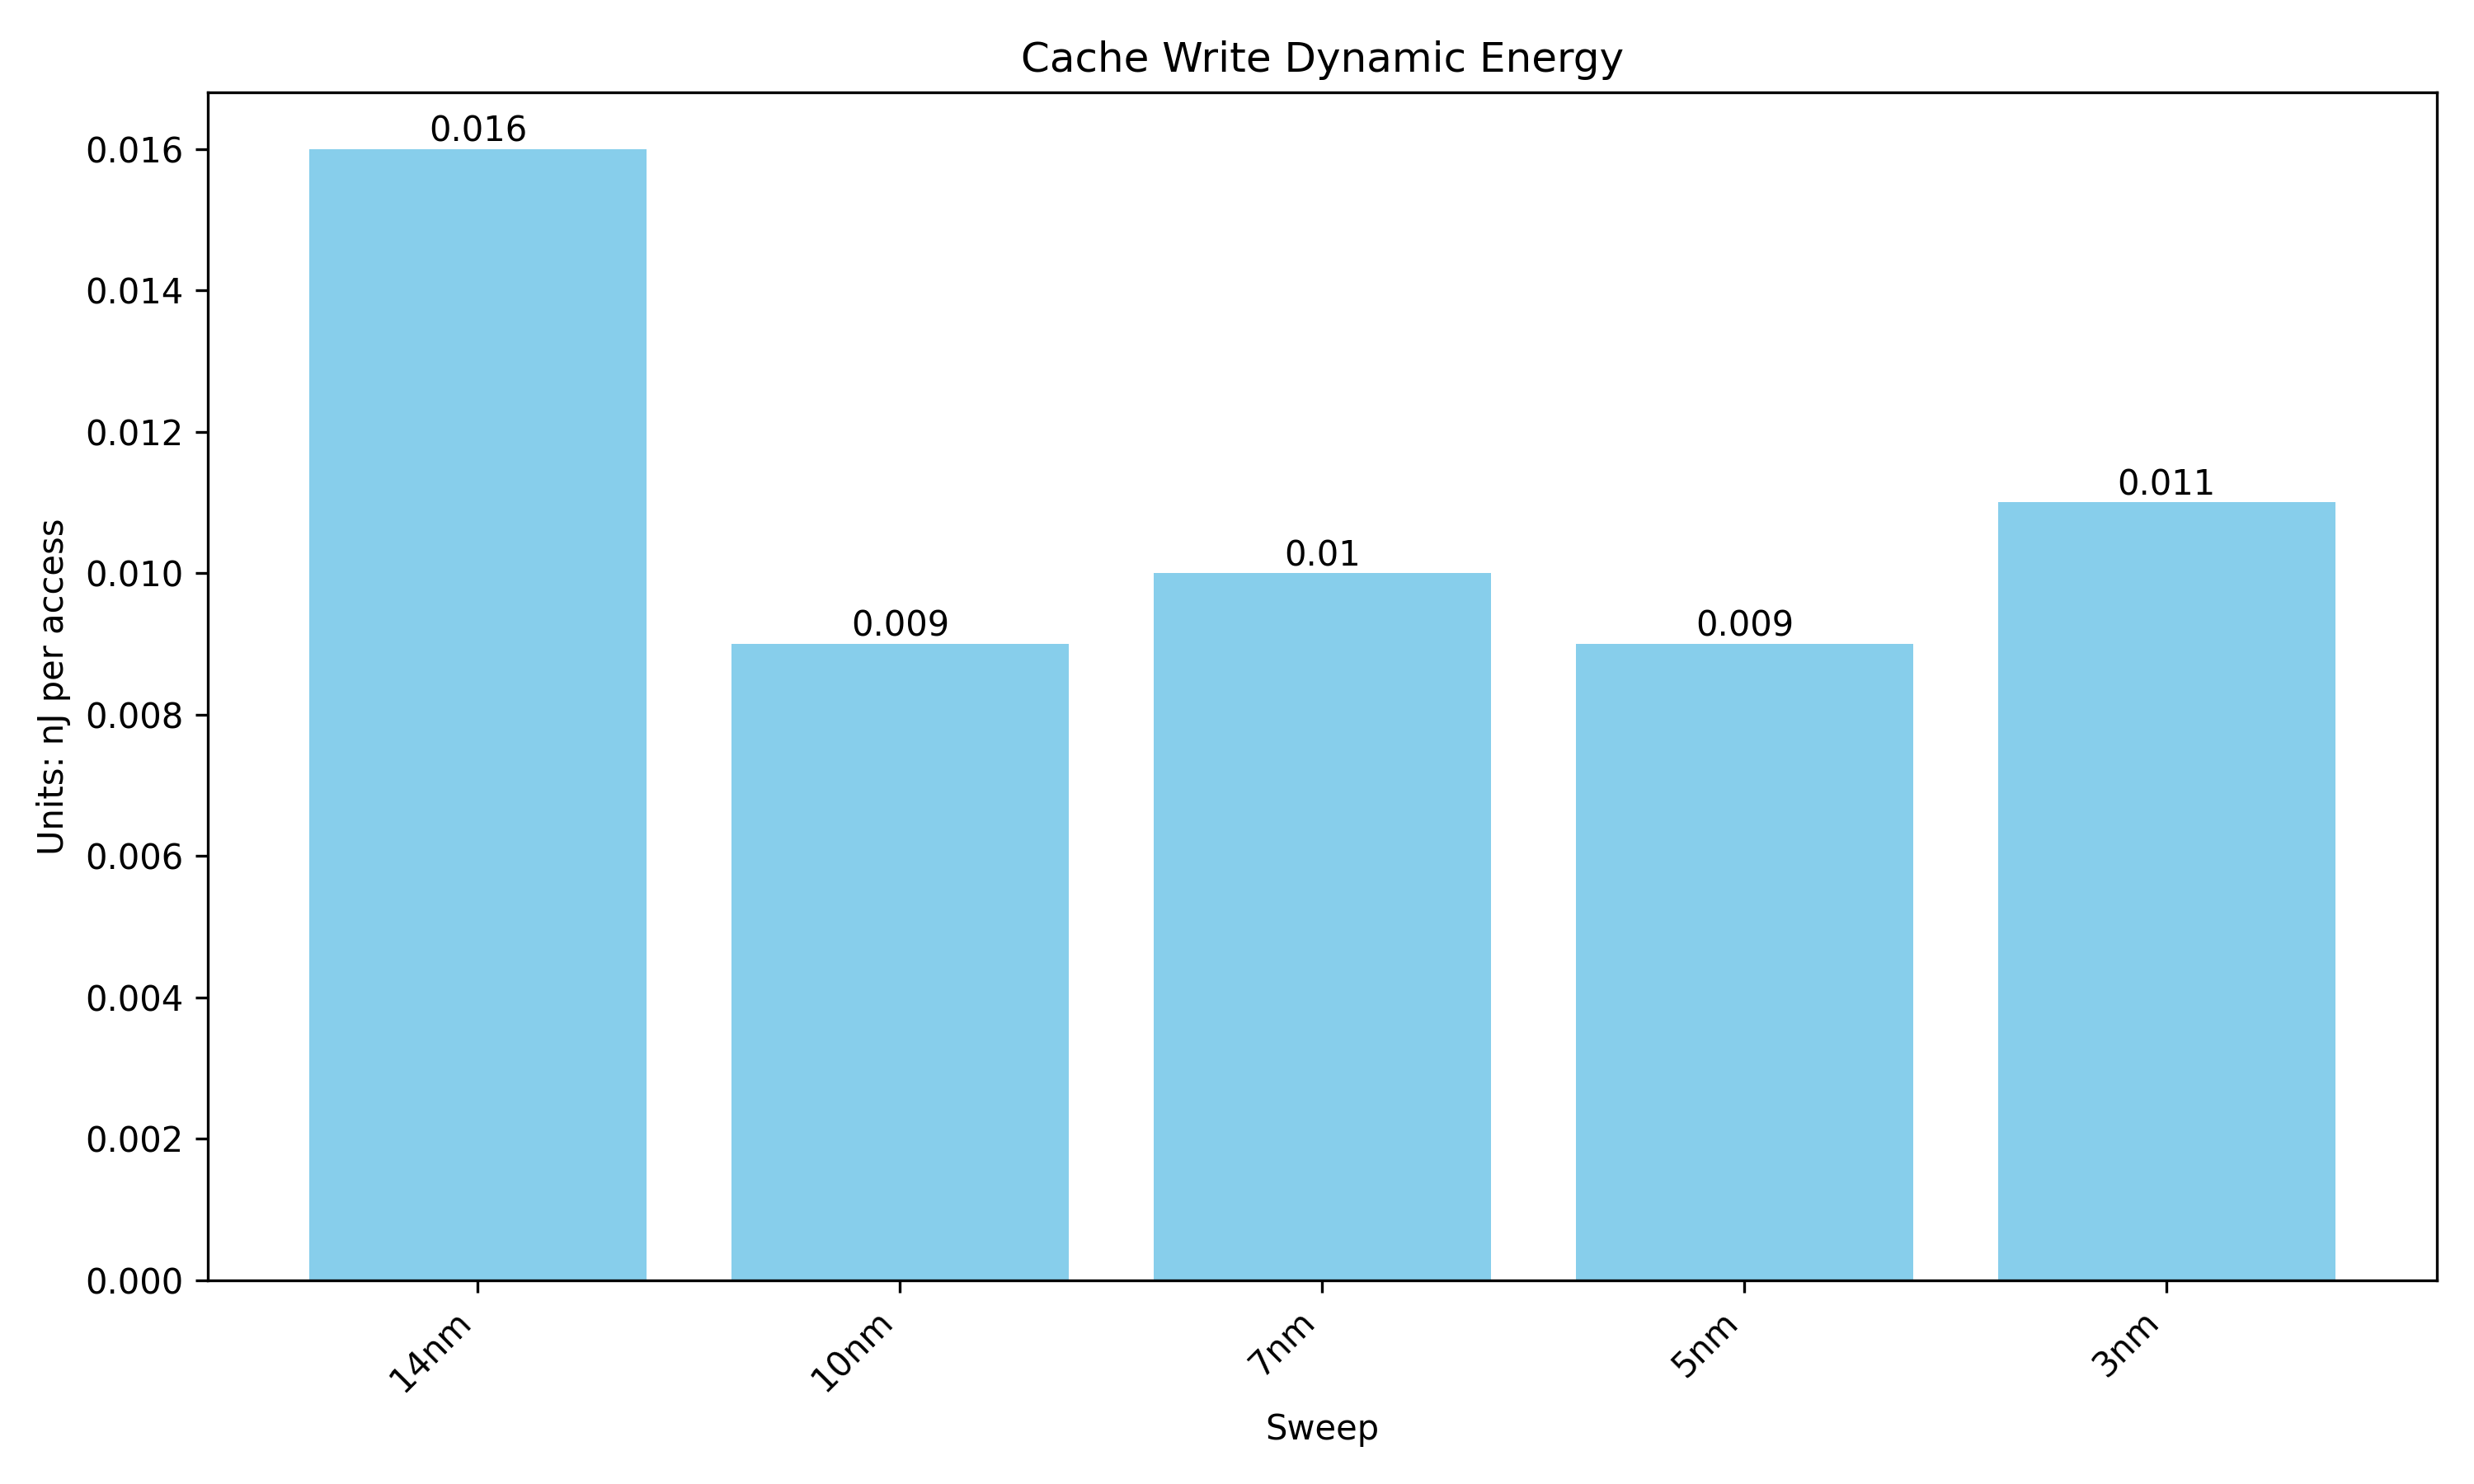 Cache Write Dynamic Energy
Units: nJ per access
0.016
0.014
0.012
0.010
0.008
0.006
0.004
0.002
0.000
0.016
0.009
0.01
0.009
0.011
14nm
10nm
7nm
5nm
3nm
Sweep